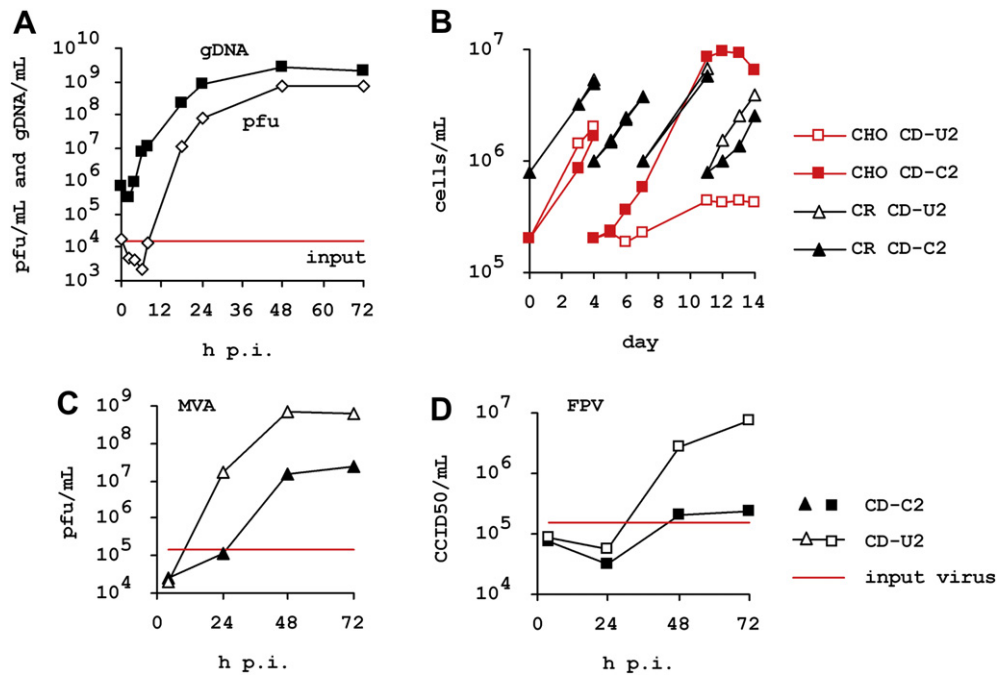 A
pfu/mL and gDNA/mL
10^10
10^9
10^8
10^7
10^6
10^5
10^4
10^3
gDNA
pfu
input
0 12 24 36 48 60 72
h p.i.
B
cells/mL
10^7
10^6
10^5
0 2 4 6 8 10 12 14
day
CHO CD-U2
CHO CD-C2
CR CD-U2
CR CD-C2
C
MVA
pfu/mL
10^9
10^8
10^7
10^6
10^5
10^4
0 24 48 72
h p.i.
D
FPV
CCID50/mL
10^7
10^6
10^5
10^4
0 24 48 72
h p.i.
CD-C2
CD-U2
input virus